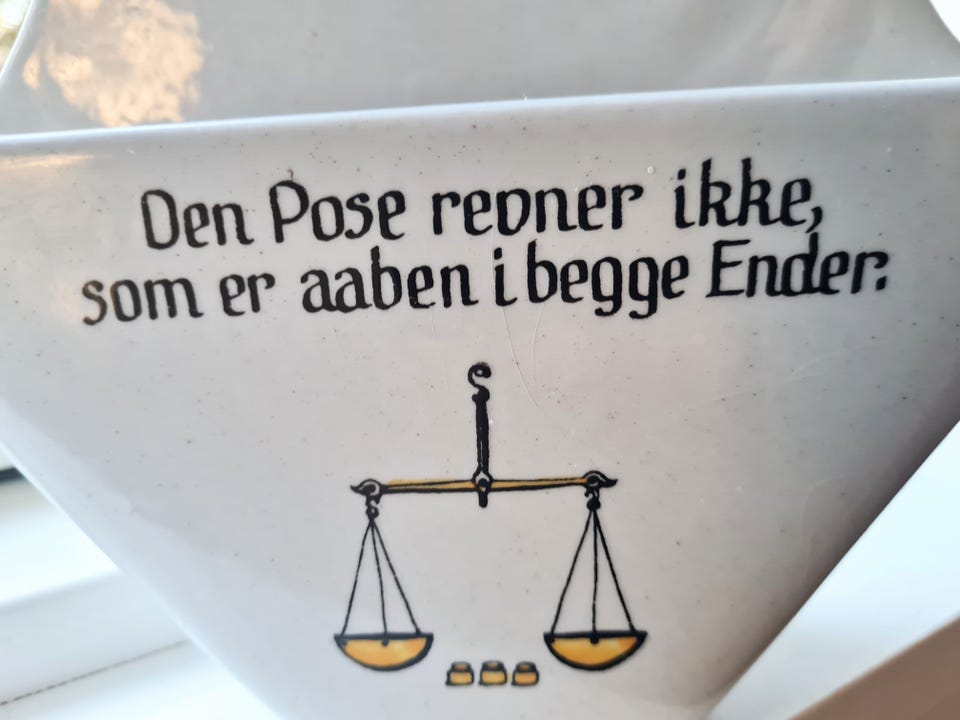 Den Pose revner ikke,
som er aaben i begge Ender.